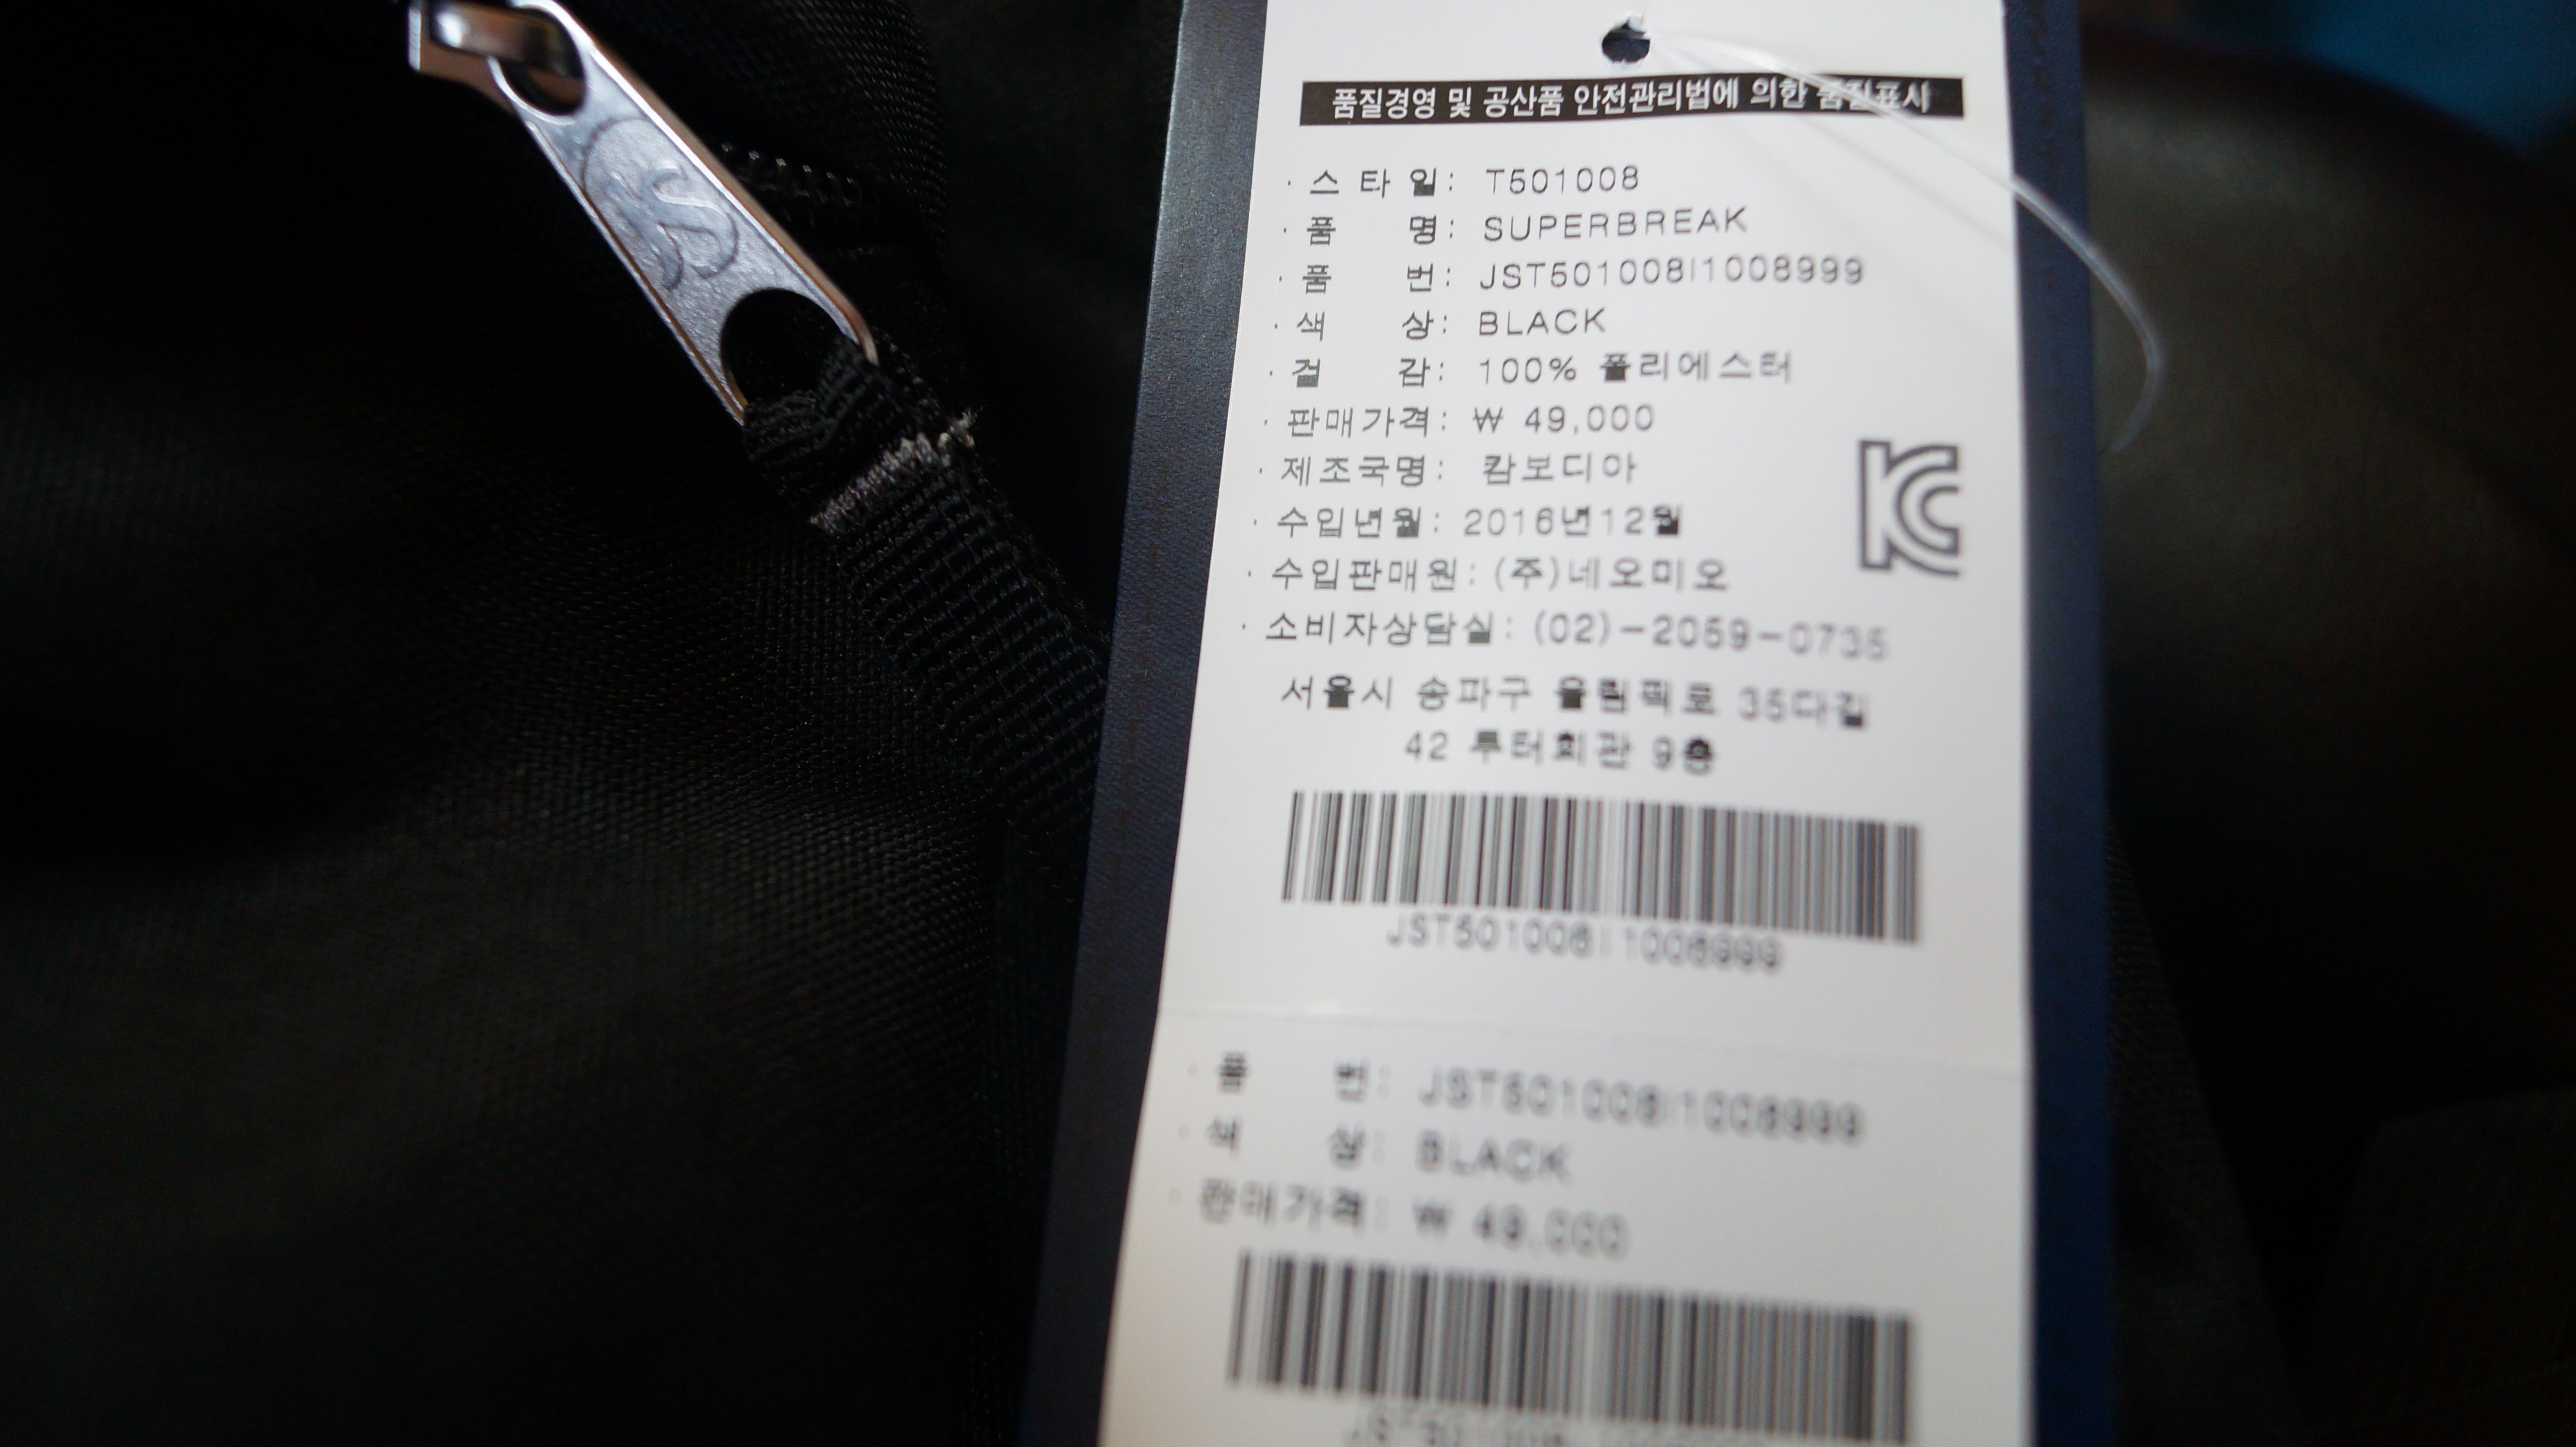 품질경영 및 공산품 안전관리법에 의한 품질표시
· 스 타 일: T501008
· 품 명: SUPERBREAK
· 품 번: JST501008I1008999
· 색 상: BLACK
· 겉 감: 100% 폴리에스터
· 판매가격: ₩ 49,000
· 제조국명: 캄보디아
· 수입년월: 2016년12월
· 수입판매원: (주)네오미오
· 소비자상담실: (02)-2059-0735
서울시 송파구 올림픽로 35다길
42 루터회관 9층
JST501008I1008999
· 품 번: JST501008I1008999
· 색 상: BLACK
· 판매가격: ₩ 49,000